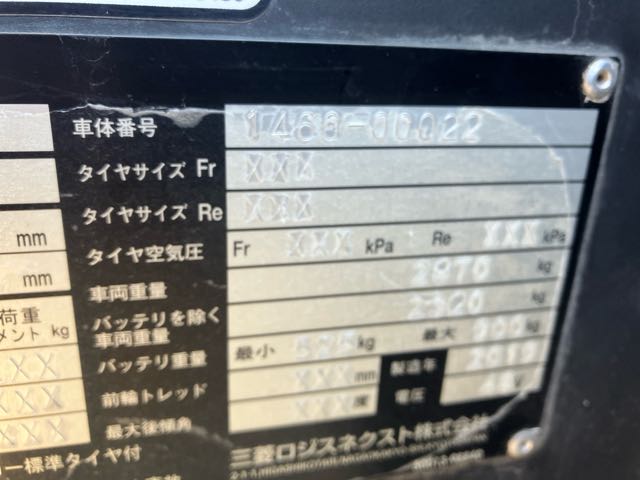 車体番号 146G-00022
タイヤサイズ Fr XXX
タイヤサイズ Re XXX
mm タイヤ空気圧 Fr XXX kPa Re XXX kPa
mm 車両重量 2970 kg
荷重 バッテリを除く
メント kg 車両重量 2320 kg
XX バッテリ重量 最小 525 kg 最大 900 kg
XXX 前輪トレッド XXX mm 製造年 2019
XXX 最大後傾角 XXX 度 電圧 48 V
ー標準タイヤ付 三菱ロジスネクスト株式会社